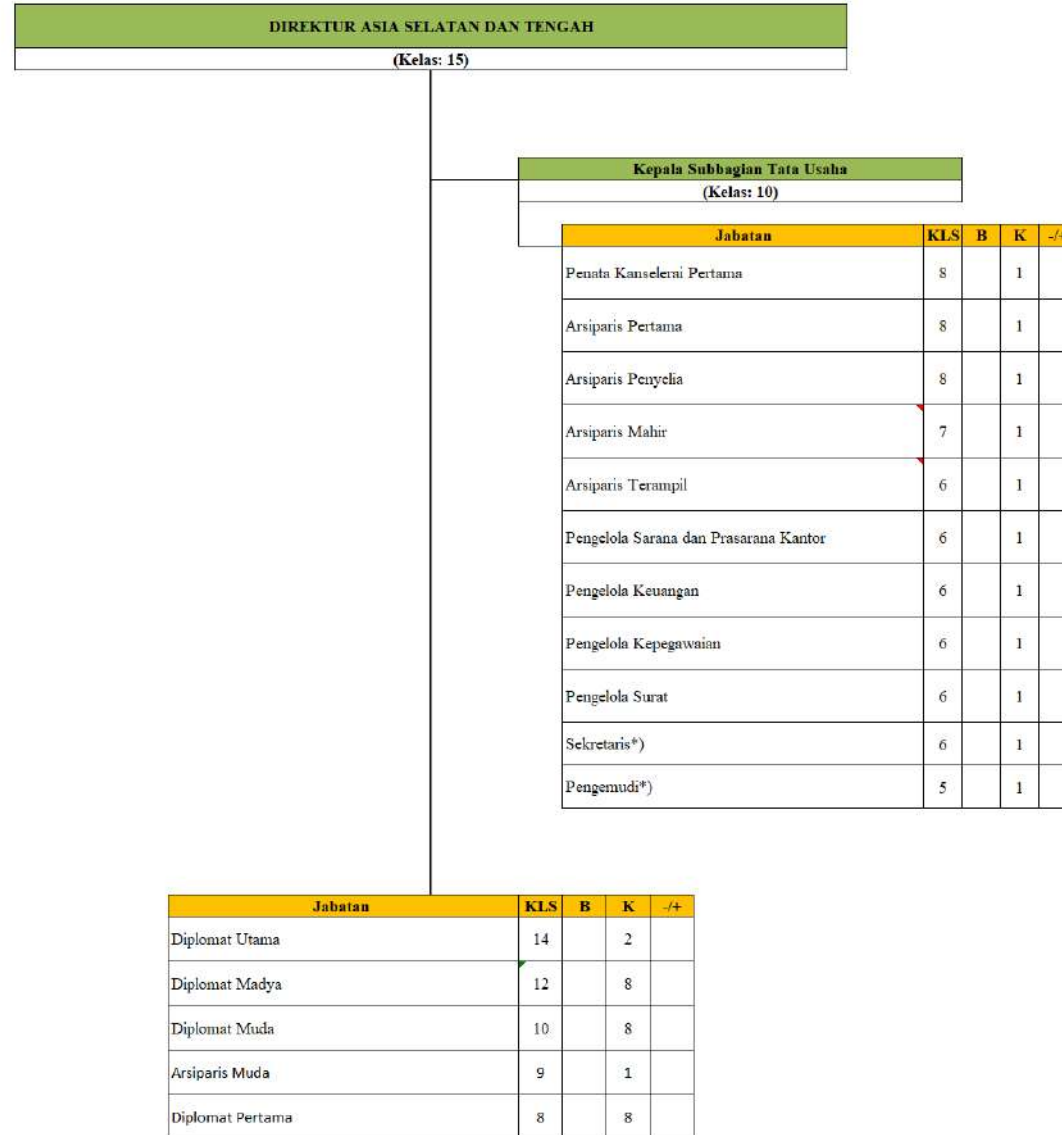 DIREKTUR ASIA SELATAN DAN TENGAH
(Kelas: 15)
Kepala Subbagian Tata Usaha
(Kelas: 10)
Jabatan KLS B K -/+
Penata Kanselerai Pertama 8 1
Arsiparis Pertama 8 1
Arsiparis Penyelia 8 1
Arsiparis Mahir 7 1
Arsiparis Terampil 6 1
Pengelola Sarana dan Prasarana Kantor 6 1
Pengelola Keuangan 6 1
Pengelola Kepegawaian 6 1
Pengelola Surat 6 1
Sekretaris*) 6 1
Pengemudi*) 5 1
Jabatan KLS B K -/+
Diplomat Utama 14 2
Diplomat Madya 12 8
Diplomat Muda 10 8
Arsiparis Muda 9 1
Diplomat Pertama 8 8